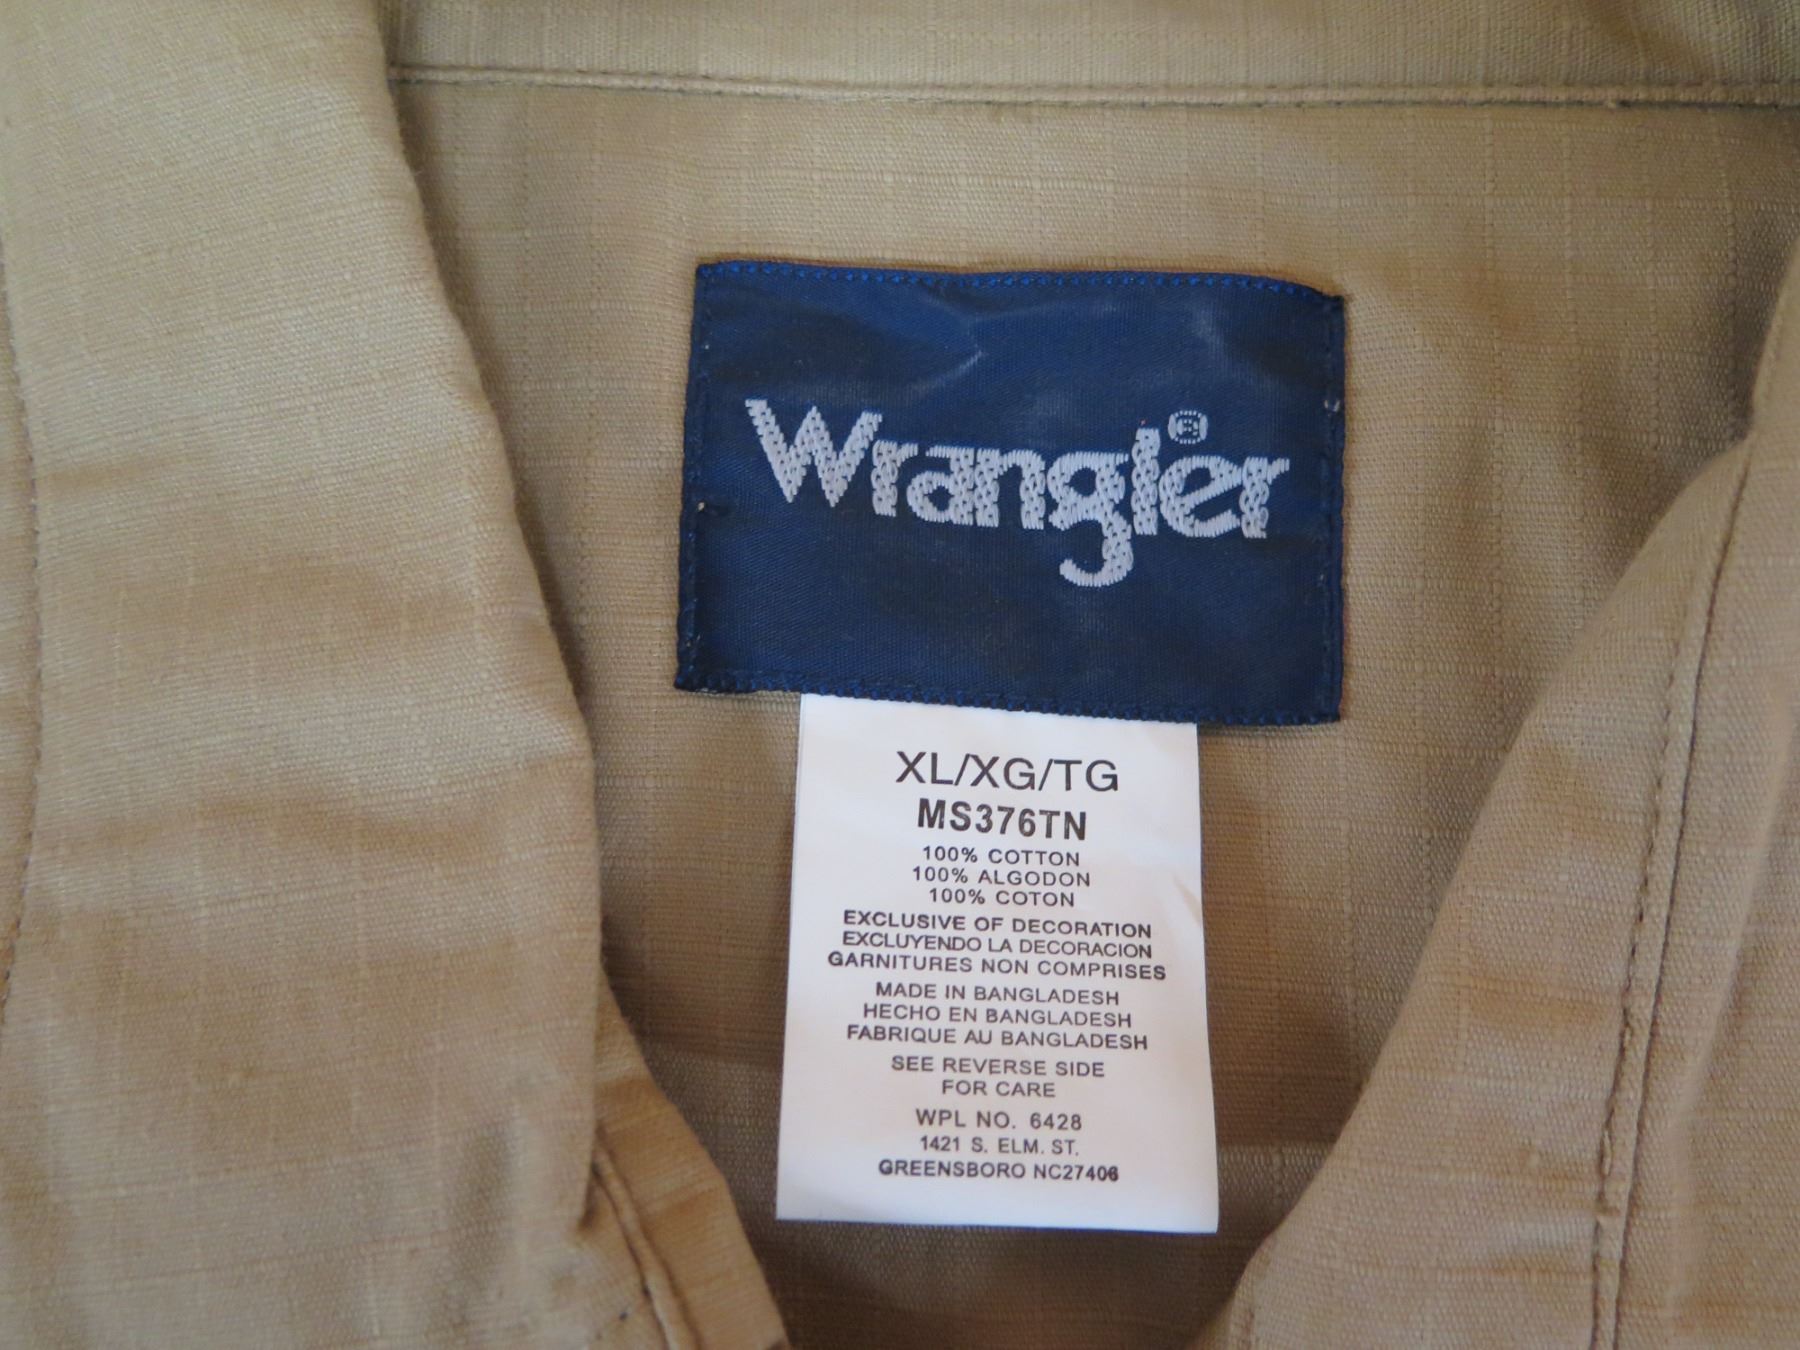 Wrangler®
XL/XG/TG
MS376TN
100% COTTON
100% ALGODON
100% COTON
EXCLUSIVE OF DECORATION
EXCLUYENDO LA DECORACION
GARNITURES NON COMPRISES
MADE IN BANGLADESH
HECHO EN BANGLADESH
FABRIQUE AU BANGLADESH
SEE REVERSE SIDE
FOR CARE
WPL NO. 6428
1421 S. ELM. ST.
GREENSBORO NC27406